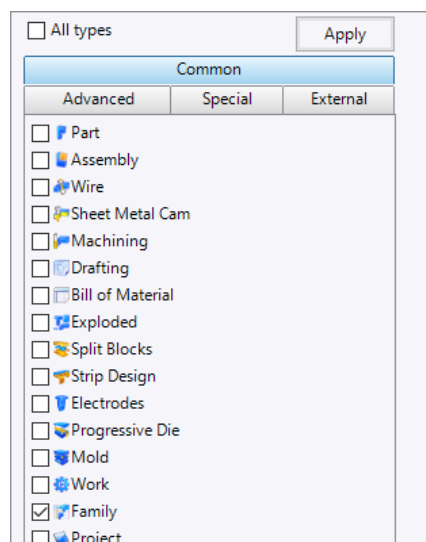 All types
Apply
Common
Advanced Special External
Part
Assembly
Wire
Sheet Metal Cam
Machining
Drafting
Bill of Material
Exploded
Split Blocks
Strip Design
Electrodes
Progressive Die
Mold
Work
Family
Project